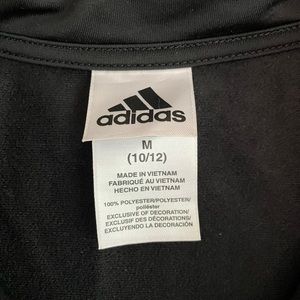 adidas
M
(10/12)
MADE IN VIETNAM
FABRIQUÉ AU VIETNAM
HECHO EN VIETNAM
100% POLYESTER/POLYESTER/
poliéster
EXCLUSIVE OF DECORATION/
EXCLUSIF DES DÉCORATIONS/
EXCLUYENDO LA DECORACIÓN